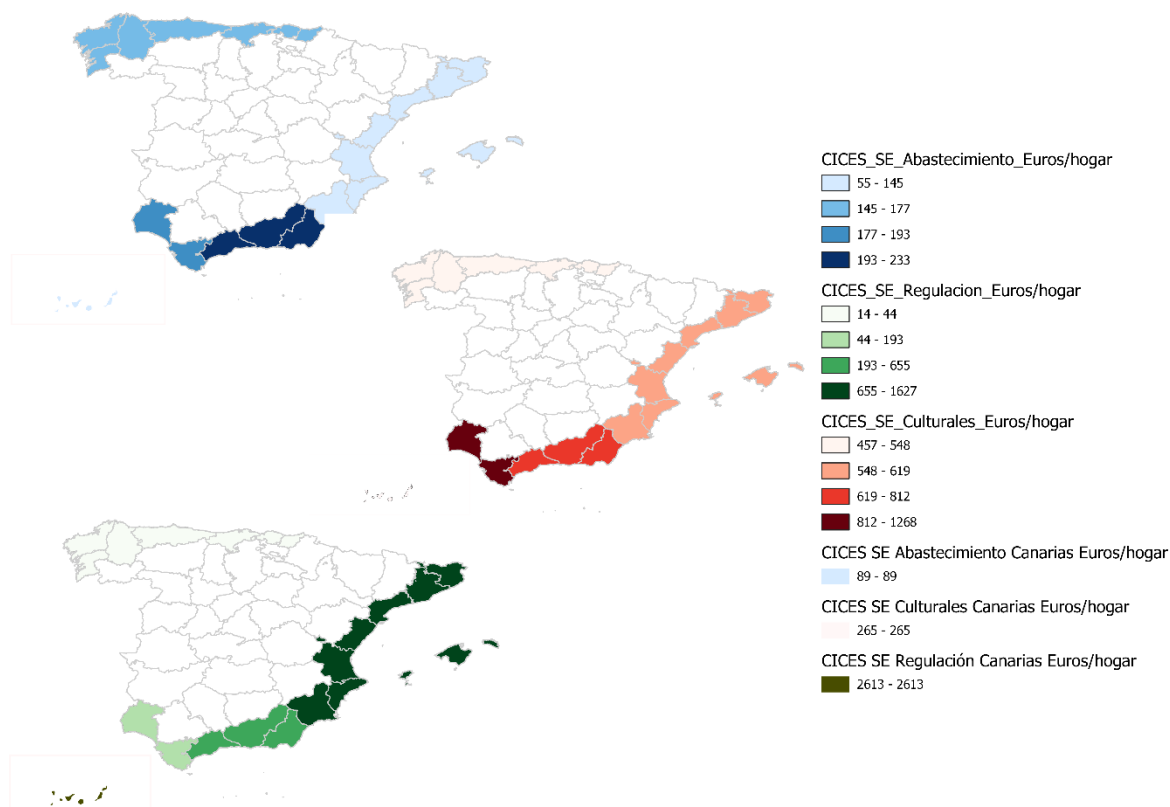 CICES_SE_Abastecimiento_Euros/hogar
55 - 145
145 - 177
177 - 193
193 - 233
CICES_SE_Regulacion_Euros/hogar
14 - 44
44 - 193
193 - 655
655 - 1627
CICES_SE_Culturales_Euros/hogar
457 - 548
548 - 619
619 - 812
812 - 1268
CICES SE Abastecimiento Canarias Euros/hogar
89 - 89
CICES SE Culturales Canarias Euros/hogar
265 - 265
CICES SE Regulación Canarias Euros/hogar
2613 - 2613